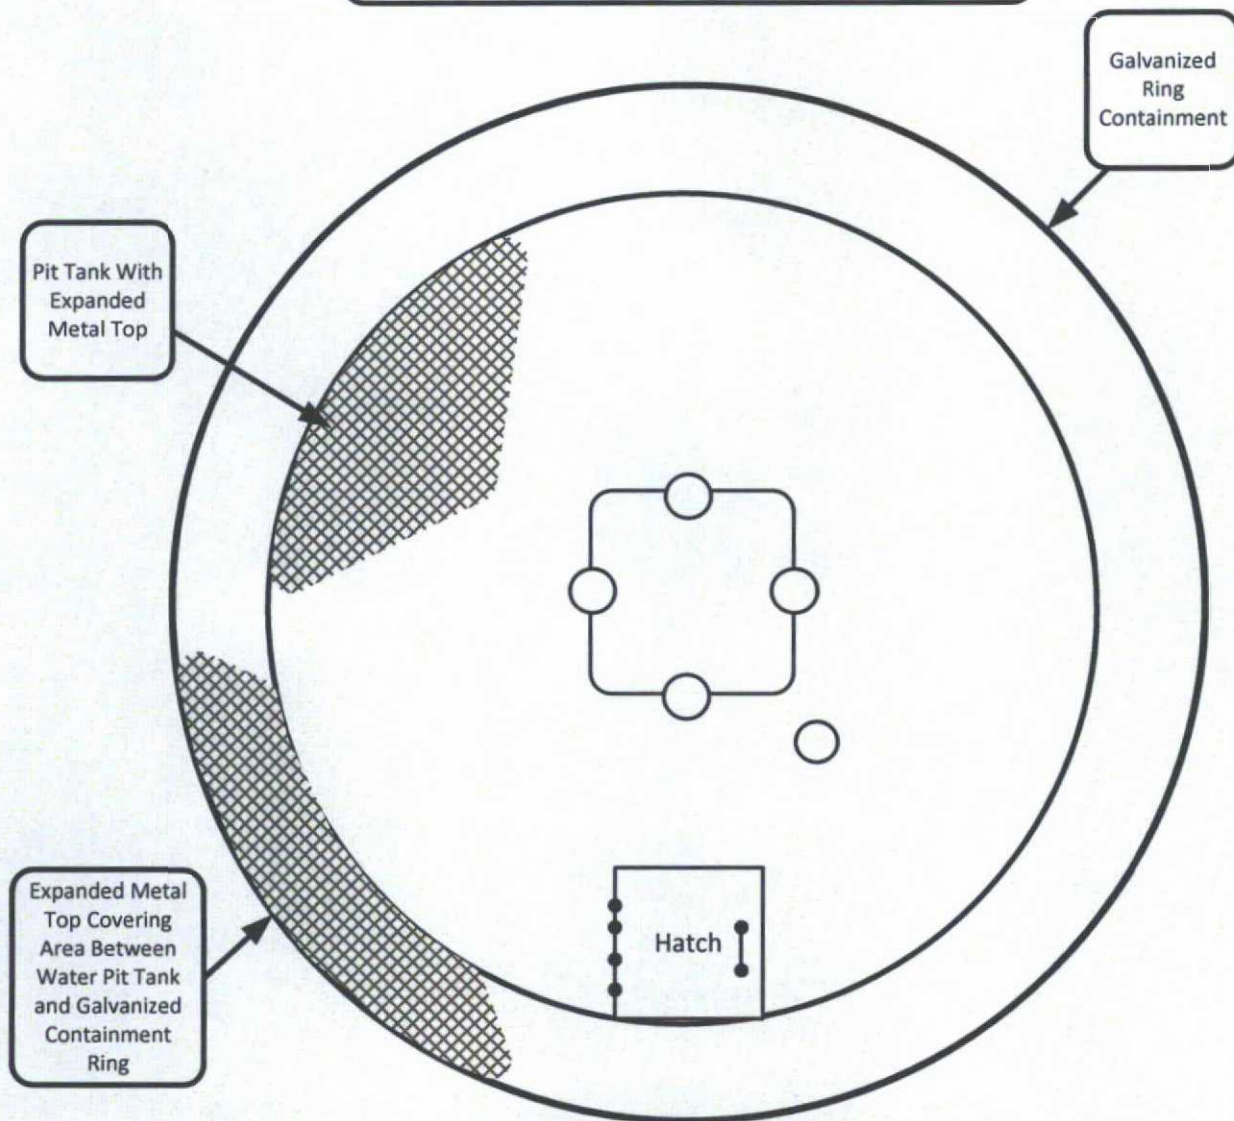 Galvanized
Ring
Containment
Pit Tank With
Expanded
Metal Top
Expanded Metal
Top Covering
Area Between
Water Pit Tank
and Galvanized
Containment
Ring
Hatch